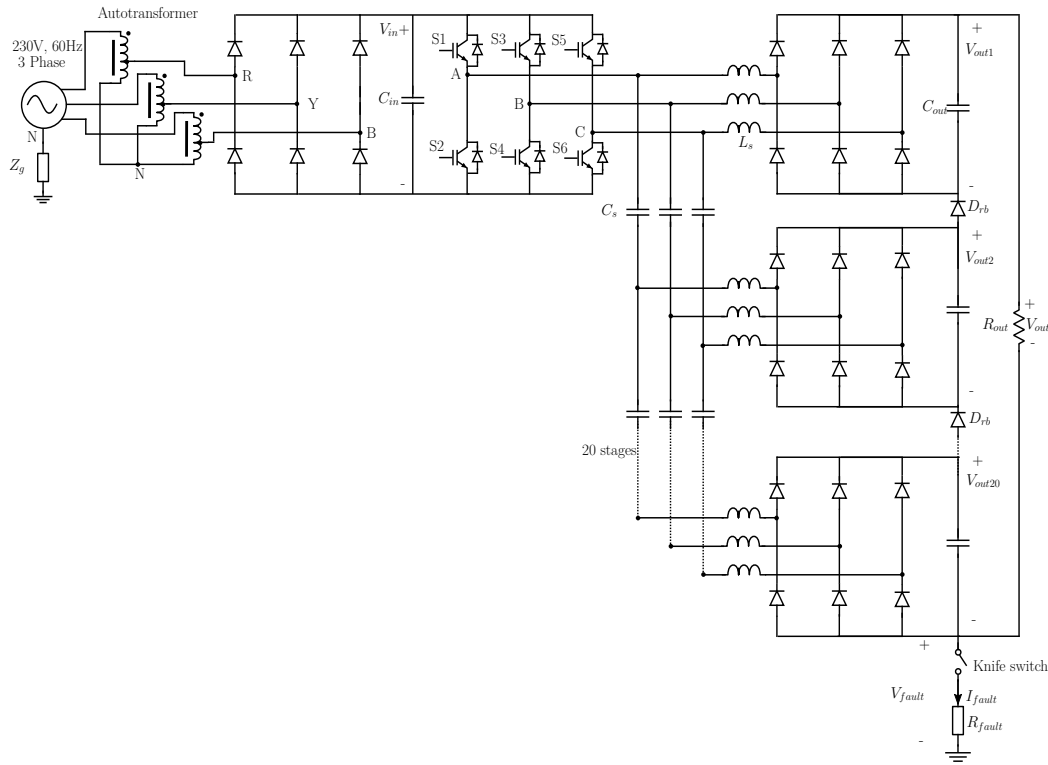 Autotransformer
230V, 60Hz
3 Phase
N
Z_g
N
R
Y
B
V_in+
C_in
-
S1
S3
S5
A
B
C
S2
S4
S6
L_s
C_s
20 stages
+
V_out1
C_out
-
D_rb
+
V_out2
-
D_rb
R_out
+
V_out
-
+
V_out20
-
+
Knife switch
V_fault
I_fault
R_fault
-